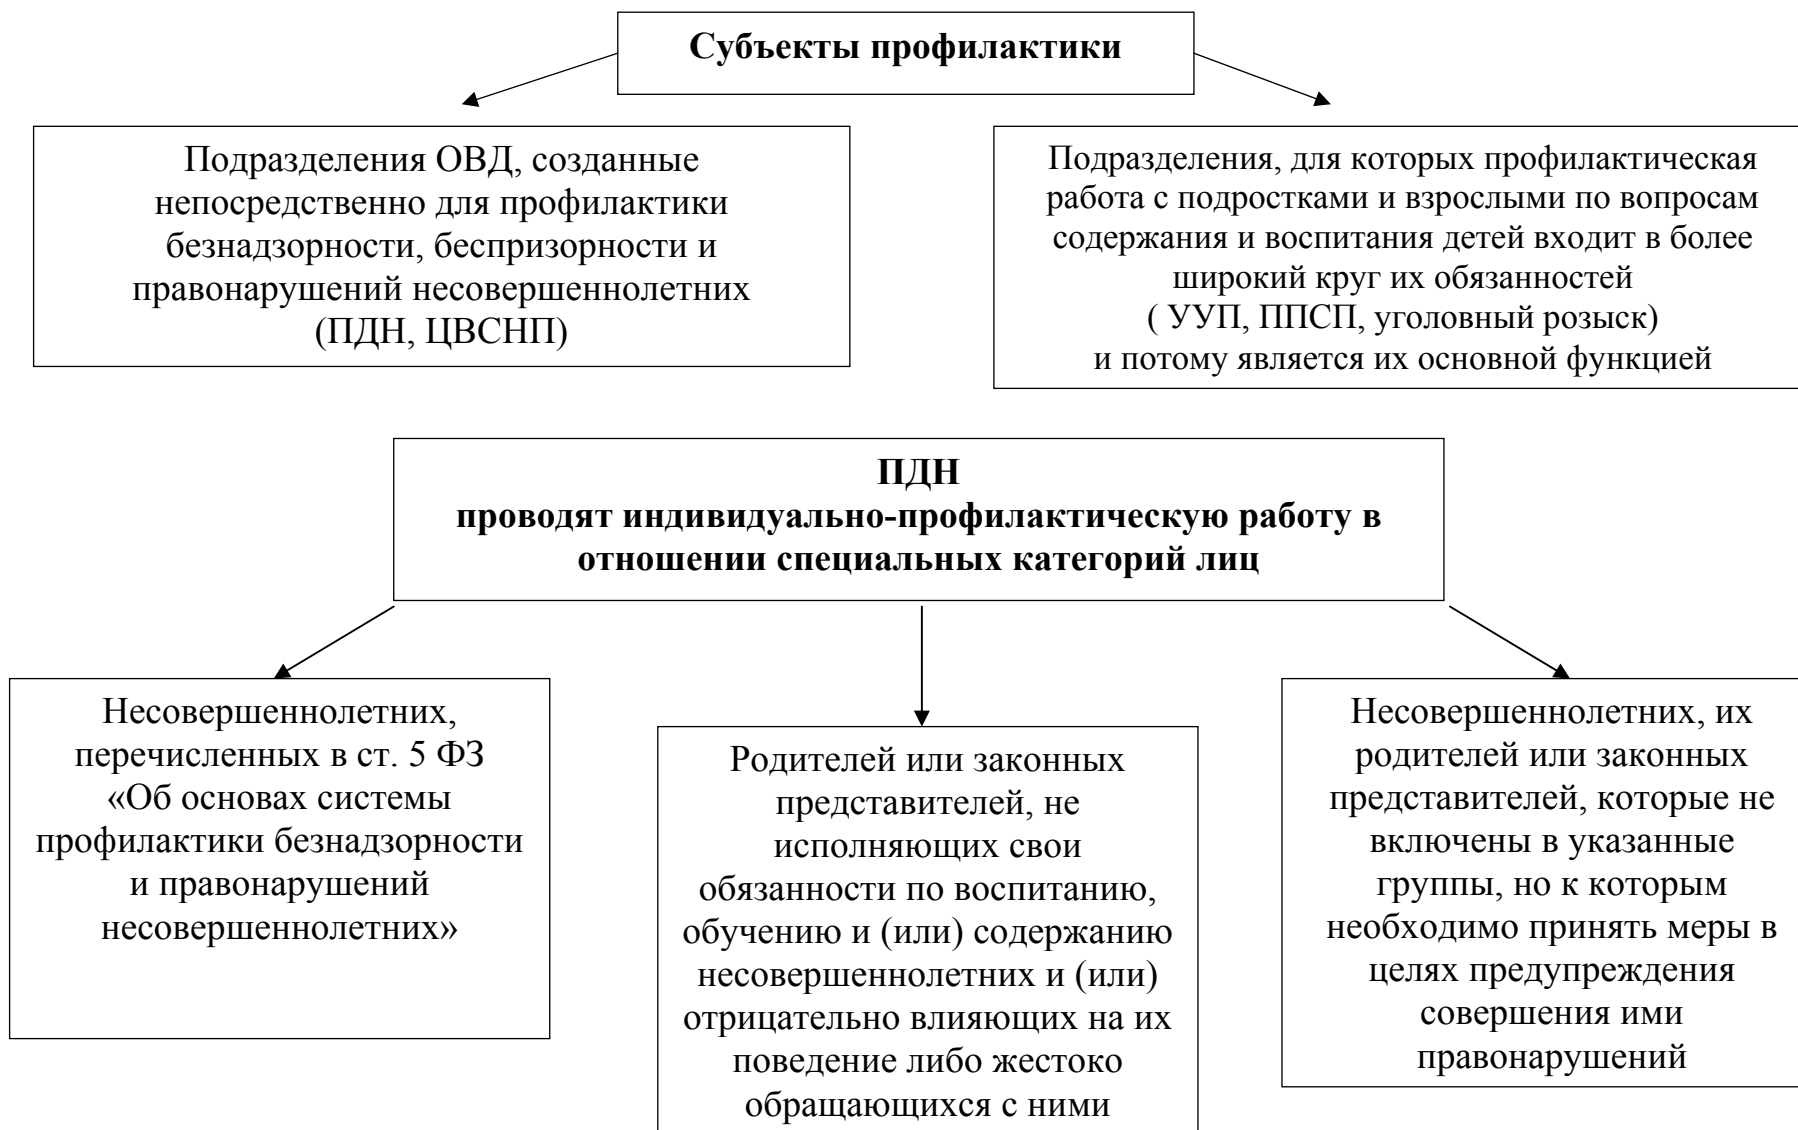 Субъекты профилактики
Подразделения ОВД, созданные
непосредственно для профилактики
безнадзорности, беспризорности и
правонарушений несовершеннолетних
(ПДН, ЦВСНП)
Подразделения, для которых профилактическая
работа с подростками и взрослыми по вопросам
содержания и воспитания детей входит в более
широкий круг их обязанностей
( УУП, ППСП, уголовный розыск)
и потому является их основной функцией
ПДН
проводят индивидуально-профилактическую работу в
отношении специальных категорий лиц
Несовершеннолетних,
перечисленных в ст. 5 ФЗ
«Об основах системы
профилактики безнадзорности
и правонарушений
несовершеннолетних»
Родителей или законных
представителей, не
исполняющих свои
обязанности по воспитанию,
обучению и (или) содержанию
несовершеннолетних и (или)
отрицательно влияющих на их
поведение либо жестоко
обращающихся с ними
Несовершеннолетних, их
родителей или законных
представителей, которые не
включены в указанные
группы, но к которым
необходимо принять меры в
целях предупреждения
совершения ими
правонарушений